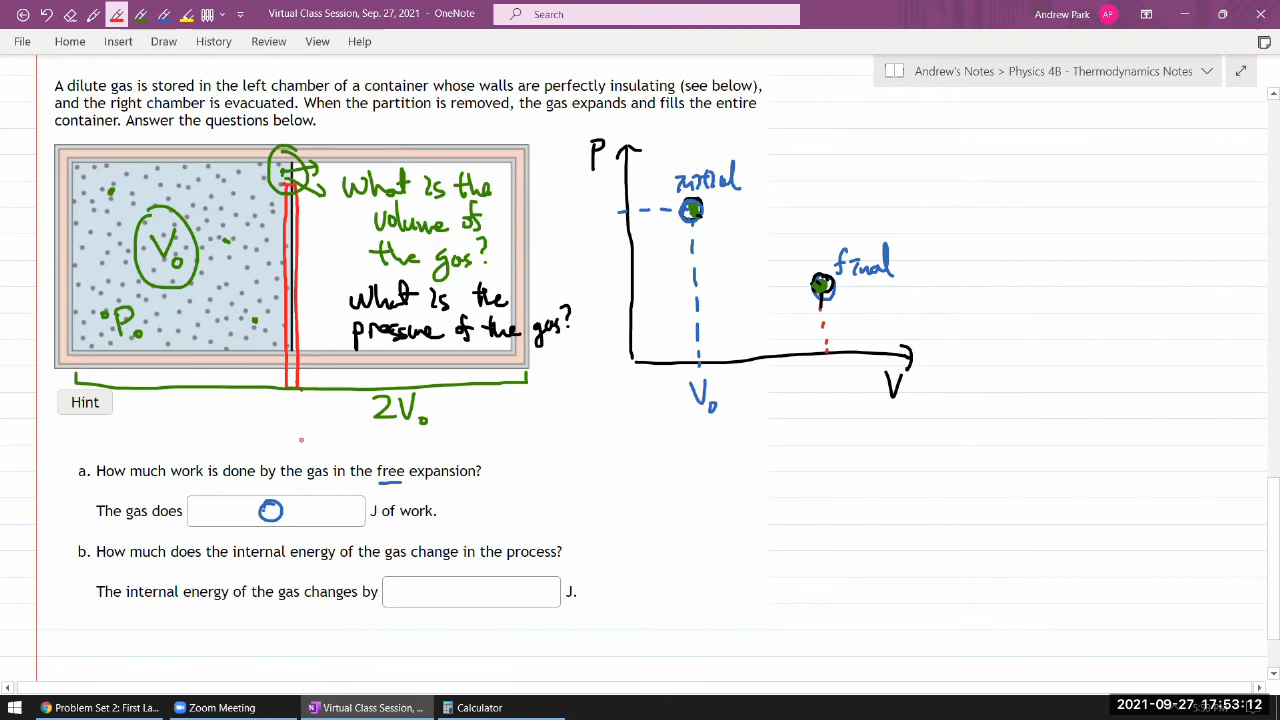 Virtual Class Session, Sep. 27, 2021 - OneNote
Search
Andrew Park
AP
File
Home
Insert
Draw
History
Review
View
Help
Andrew's Notes > Physics 4B - Thermodynamics Notes
A dilute gas is stored in the left chamber of a container whose walls are perfectly insulating (see below),
and the right chamber is evacuated. When the partition is removed, the gas expands and fills the entire
container. Answer the questions below.
V₀
P₀
What is the
volume of
the gas?
What is the
pressure of the gas?
2V₀
P
initial
final
V₀
V
Hint
a. How much work is done by the gas in the free expansion?
The gas does 0 J of work.
b. How much does the internal energy of the gas change in the process?
The internal energy of the gas changes by J.
Problem Set 2: First La...
Zoom Meeting
Virtual Class Session,...
Calculator
2021-09-27 17:53:12